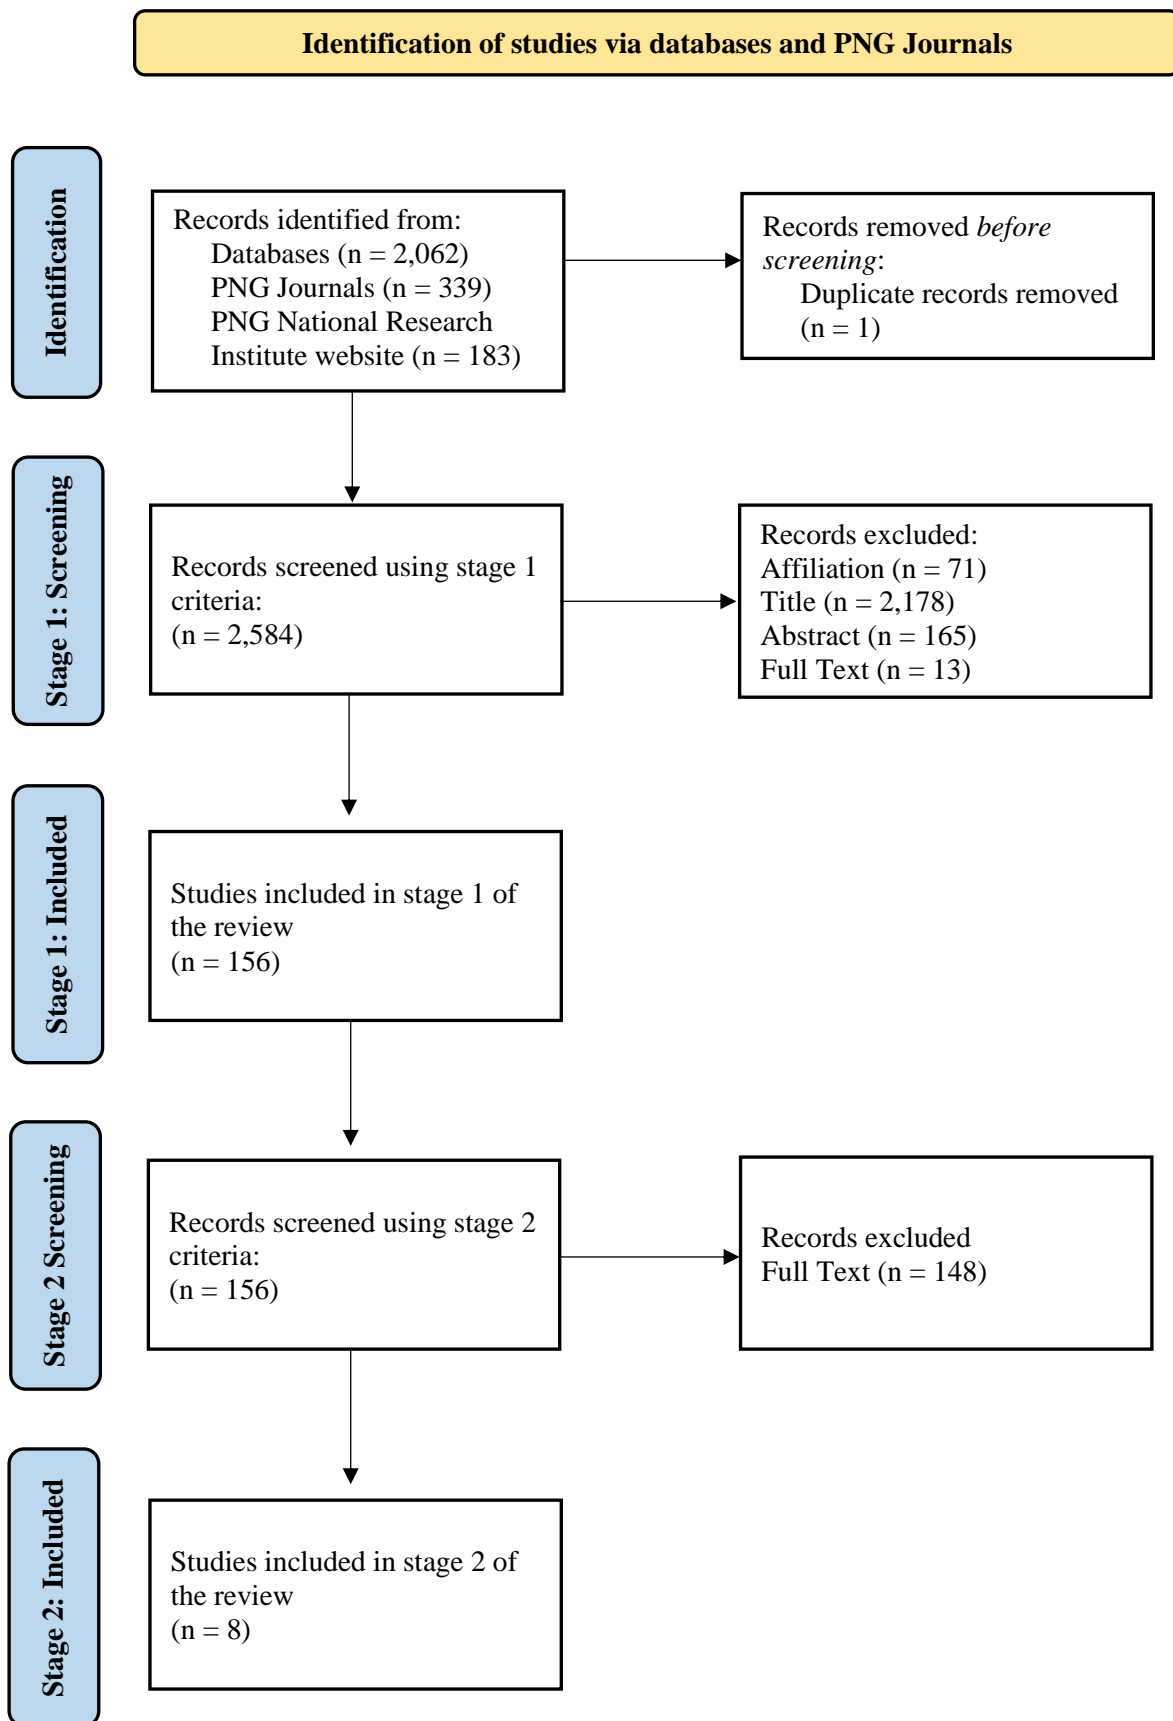 Identification of studies via databases and PNG Journals
Identification
Records identified from:
Databases (n = 2,062)
PNG Journals (n = 339)
PNG National Research
Institute website (n = 183)
Records removed before
screening:
Duplicate records removed
(n = 1)
Stage 1: Screening
Records screened using stage 1
criteria:
(n = 2,584)
Records excluded:
Affiliation (n = 71)
Title (n = 2,178)
Abstract (n = 165)
Full Text (n = 13)
Stage 1: Included
Studies included in stage 1 of
the review
(n = 156)
Stage 2 Screening
Records screened using stage 2
criteria:
(n = 156)
Records excluded
Full Text (n = 148)
Stage 2: Included
Studies included in stage 2 of
the review
(n = 8)